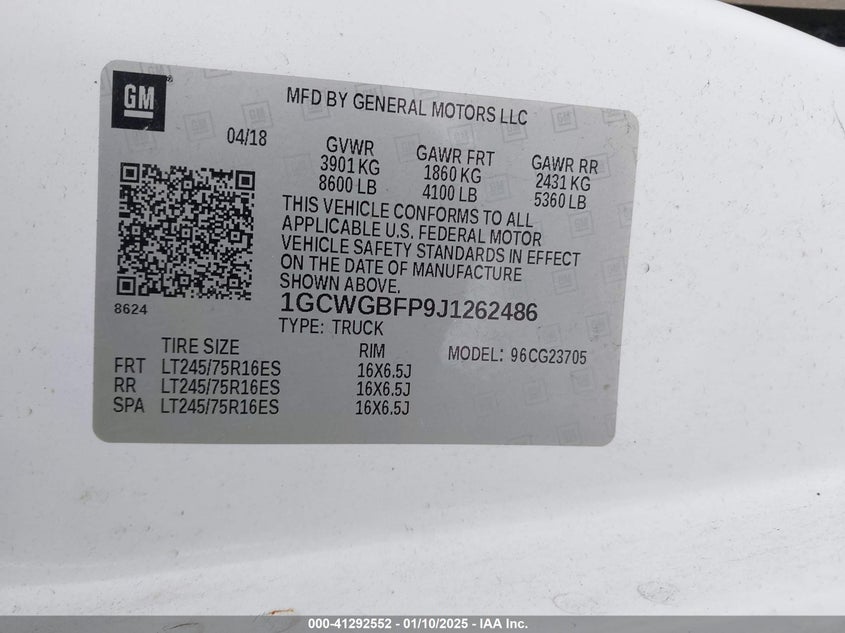 GM
MFD BY GENERAL MOTORS LLC
04/18
GVWR
3901 KG
8600 LB
GAWR FRT
1860 KG
4100 LB
GAWR RR
2431 KG
5360 LB
THIS VEHICLE CONFORMS TO ALL
APPLICABLE U.S. FEDERAL MOTOR
VEHICLE SAFETY STANDARDS IN EFFECT
ON THE DATE OF MANUFACTURE
SHOWN ABOVE.
8624
1GCWGBFP9J1262486
TYPE: TRUCK
TIRE SIZE RIM MODEL: 96CG23705
FRT LT245/75R16ES 16X6.5J
RR LT245/75R16ES 16X6.5J
SPA LT245/75R16ES 16X6.5J
000-41292552 - 01/10/2025 - IAA Inc.